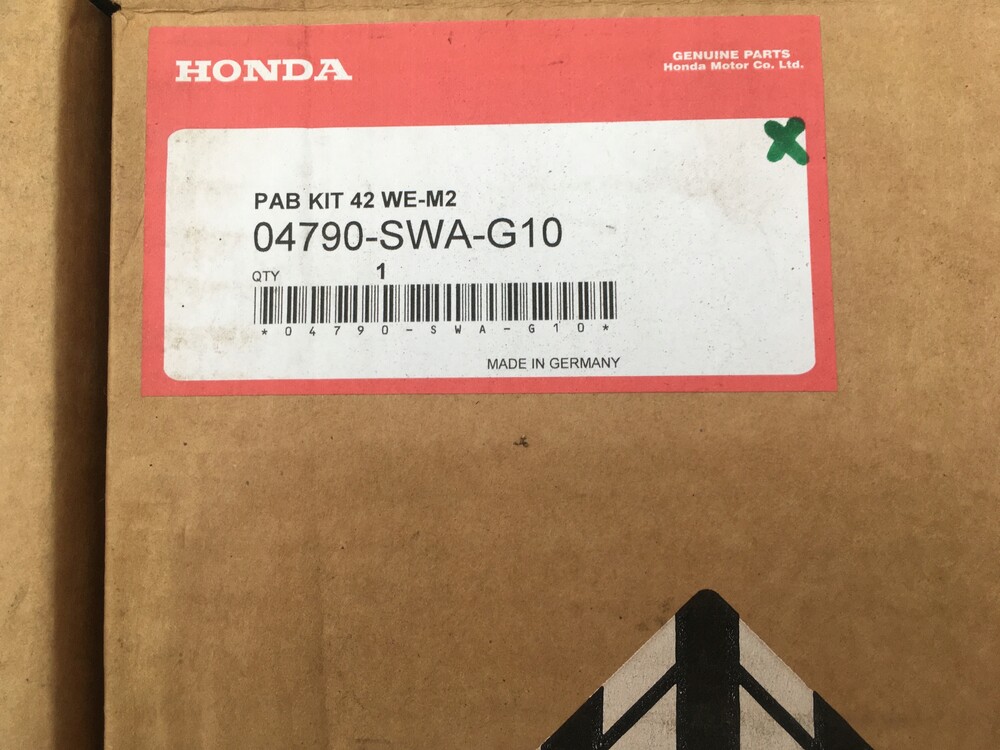 HONDA
GENUINE PARTS
Honda Motor Co. Ltd.
PAB KIT 42 WE-M2
04790-SWA-G10
QTY 1
*04790-SWA-G10*
MADE IN GERMANY